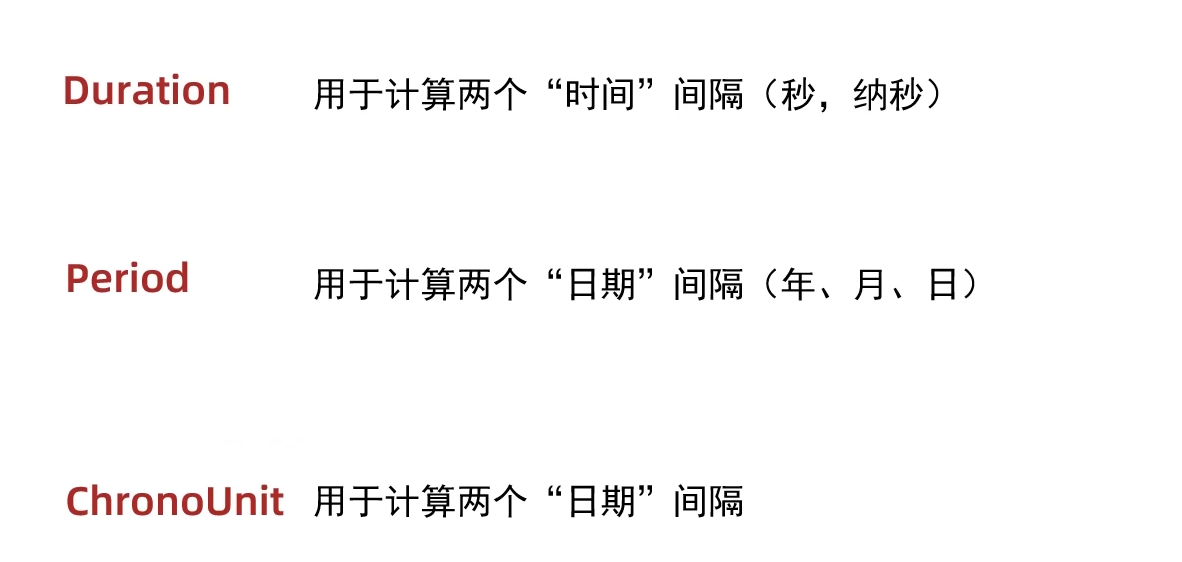 Duration 用于计算两个“时间”间隔（秒，纳秒）
Period 用于计算两个“日期”间隔（年、月、日）
ChronoUnit 用于计算两个“日期”间隔